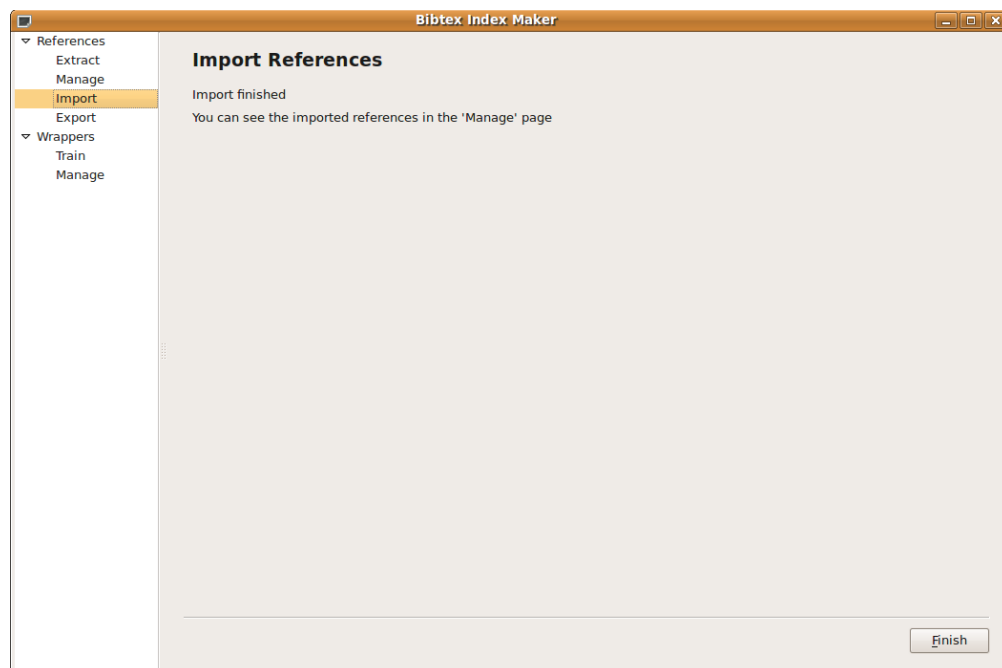 Bibtex Index Maker
References
Extract
Manage
Import
Export
Wrappers
Train
Manage
Import References
Import finished
You can see the imported references in the 'Manage' page
Finish